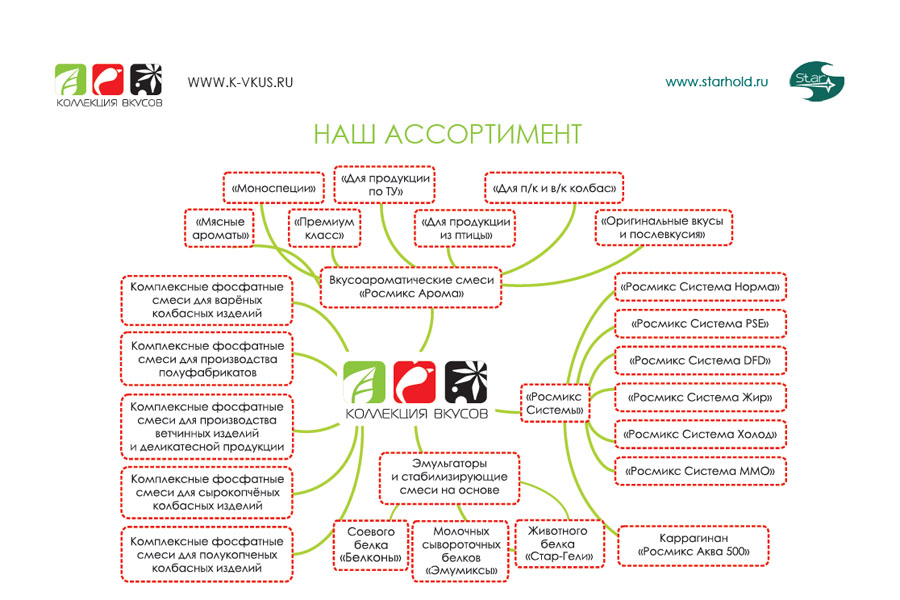 КОЛЛЕКЦИЯ ВКУСОВ
WWW.K-VKUS.RU
www.starhold.ru
Star
НАШ АССОРТИМЕНТ
«Моноспеции»
«Для продукции
по ТУ»
«Для п/к и в/к колбас»
«Мясные
ароматы»
«Премиум
класс»
«Для продукции
из птицы»
«Оригинальные вкусы
и послевкусия»
Вкусоароматические смеси
«Росмикс Арома»
Комплексные фосфатные
смеси для варёных
колбасных изделий
Комплексные фосфатные
смеси для производства
полуфабрикатов
Комплексные фосфатные
смеси для производства
ветчинных изделий
и деликатесной продукции
Комплексные фосфатные
смеси для сырокопчёных
колбасных изделий
Комплексные фосфатные
смеси для полукопченых
колбасных изделий
КОЛЛЕКЦИЯ ВКУСОВ
«Росмикс
Системы»
«Росмикс Система Норма»
«Росмикс Система PSE»
«Росмикс Система DFD»
«Росмикс Система Жир»
«Росмикс Система Холод»
«Росмикс Система ММО»
Каррагинан
«Росмикс Аква 500»
Эмульгаторы
и стабилизирующие
смеси на основе
Соевого
белка
«Белконы»
Молочных
сывороточных
белков
«Эмумиксы»
Животного
белка
«Стар-Гели»